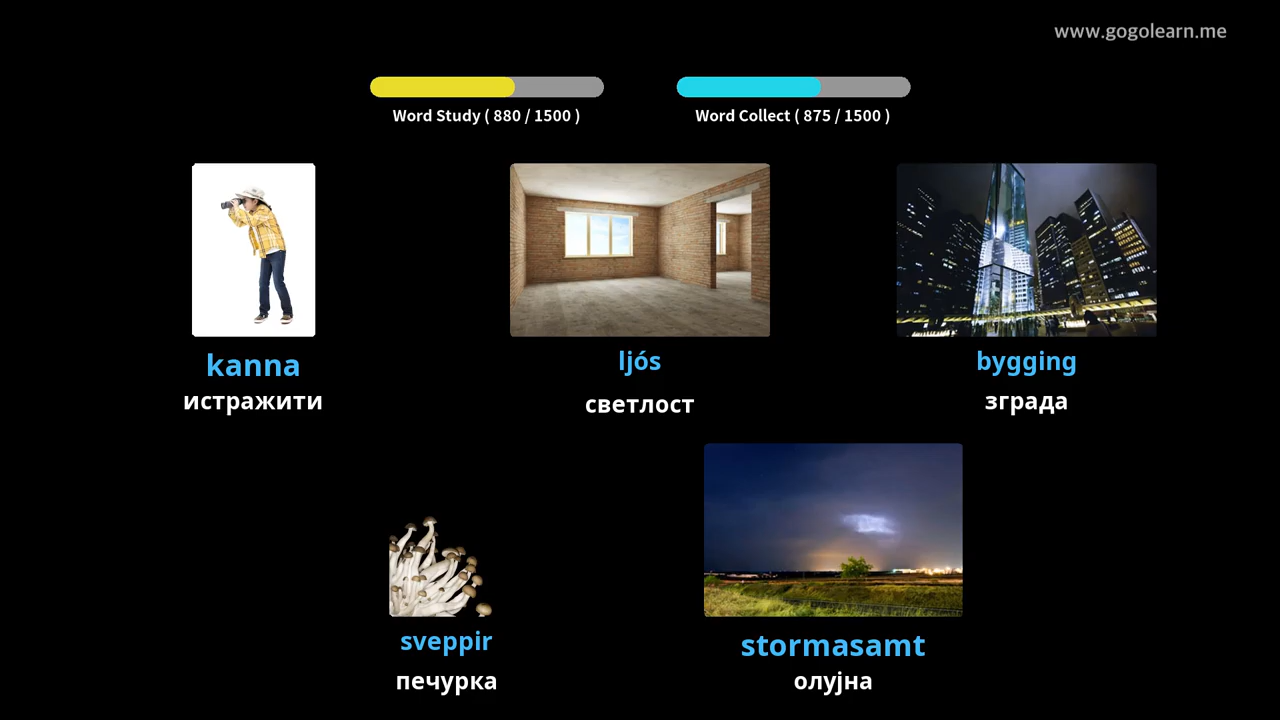 www.gogolearn.me
Word Study ( 880 / 1500 )
Word Collect ( 875 / 1500 )
kanna
истражити
ljós
светлост
bygging
зграда
sveppir
печурка
stormasamt
олујна